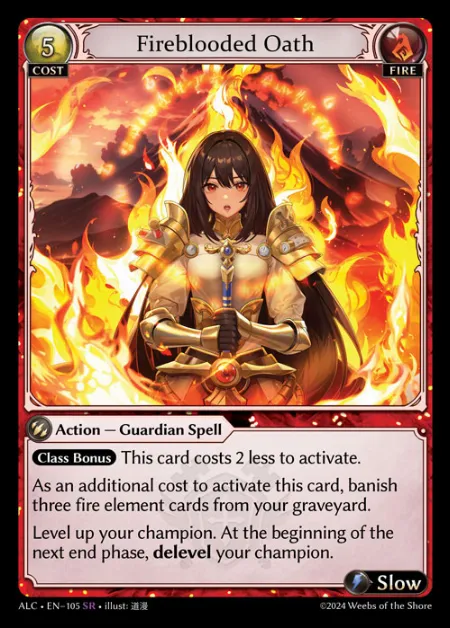 5
COST
Fireblooded Oath
FIRE
Action — Guardian Spell
Class Bonus This card costs 2 less to activate.
As an additional cost to activate this card, banish
three fire element cards from your graveyard.
Level up your champion. At the beginning of the
next end phase, delevel your champion.
Slow
ALC • EN-105 SR • illust: 道漫
©2024 Weebs of the Shore